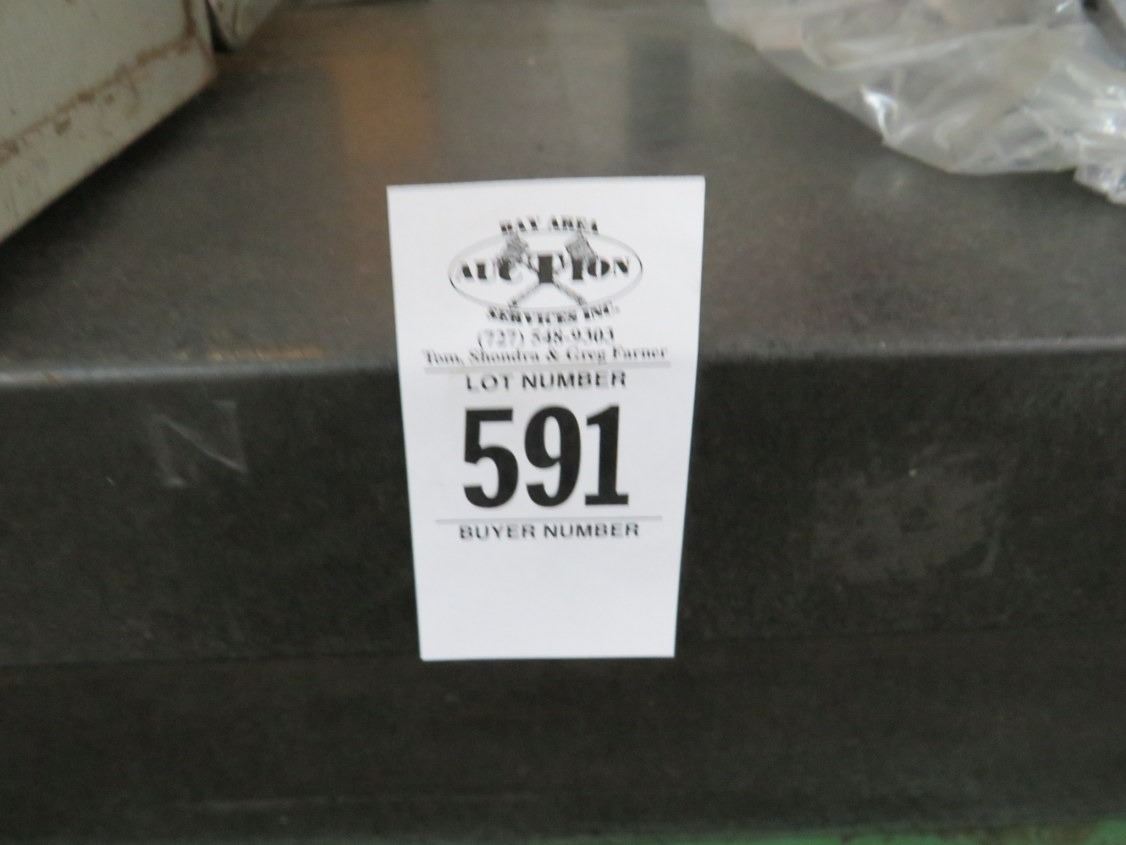 BAY AREA
AUCTION
SERVICES INC.
(727) 548-9303
Tom, Shondra & Greg Farner
LOT NUMBER
591
BUYER NUMBER
N